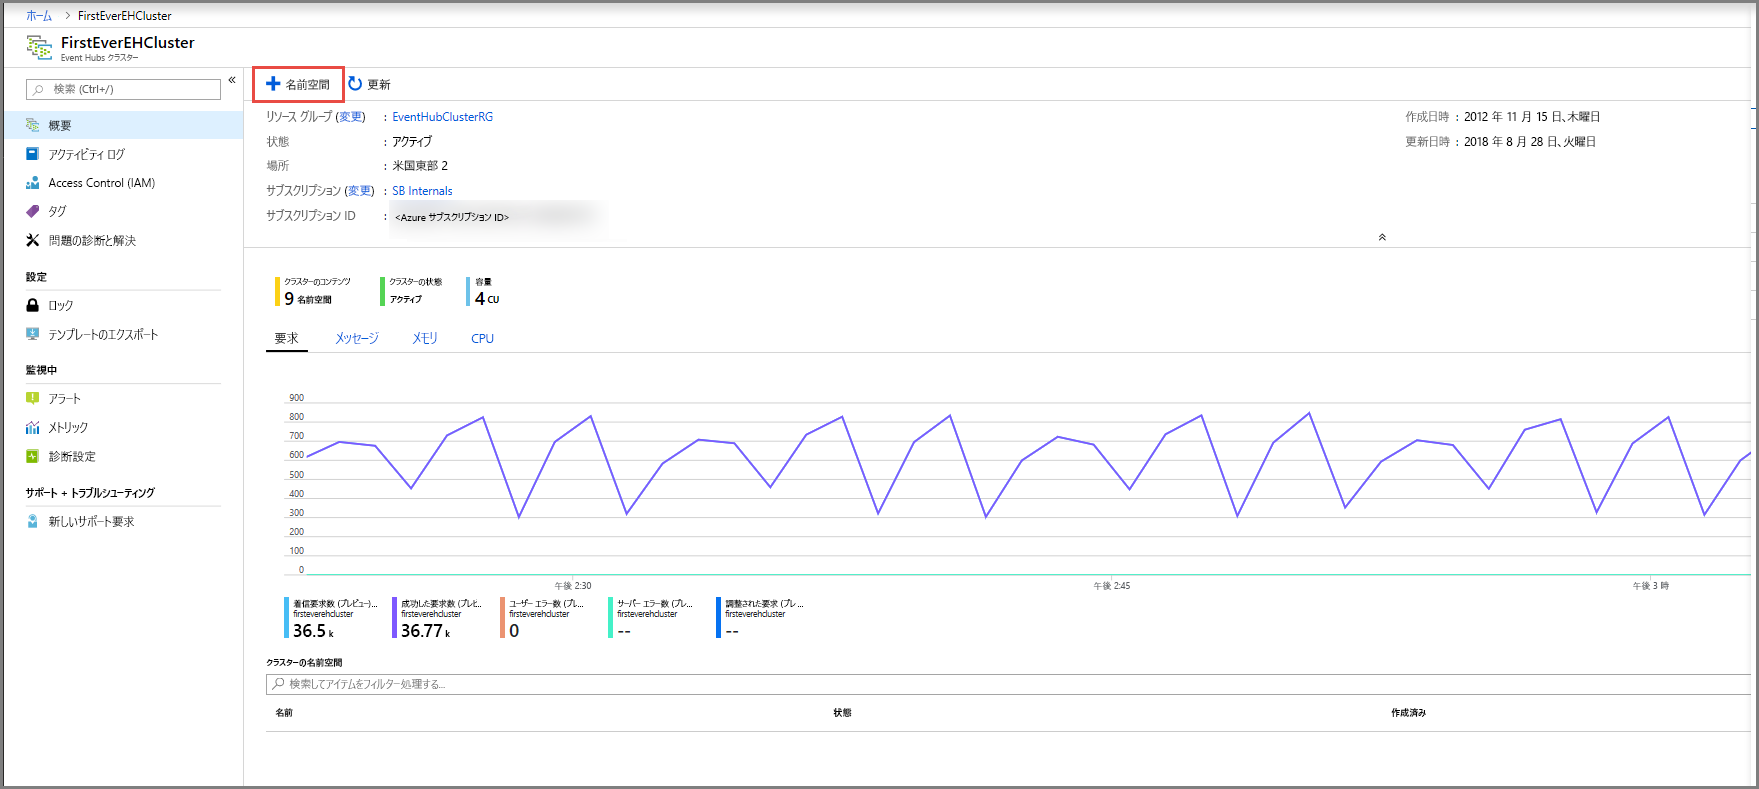 ホーム > FirstEverEHCluster
FirstEverEHCluster
Event Hubs クラスター
検索 (Ctrl+/)
«
概要
アクティビティ ログ
Access Control (IAM)
タグ
問題の診断と解決
設定
ロック
テンプレートのエクスポート
監視中
アラート
メトリック
診断設定
サポート + トラブルシューティング
新しいサポート要求
名前空間 更新
リソース グループ (変更) : EventHubClusterRG
状態 : アクティブ
場所 : 米国東部 2
サブスクリプション (変更) : SB Internals
サブスクリプション ID : <Azure サブスクリプション ID>
作成日時 : 2012 年 11 月 15 日、木曜日
更新日時 : 2018 年 8 月 28 日、火曜日
クラスターのコンテンツ
9 名前空間
クラスターの状態
アクティブ
容量
4 CU
要求 メッセージ メモリ CPU
900
800
700
600
500
400
300
200
100
0
午後 2:30 午後 2:45 午後 3 時
着信要求数 (プレビュー)...
firsteverehcluster
36.5 k
成功した要求数 (プレビ...
firsteverehcluster
36.77 k
ユーザー エラー数 (プレ...
firsteverehcluster
0
サーバー エラー数 (プレ...
firsteverehcluster
--
調整された要求 (プレ ...
firsteverehcluster
--
クラスターの名前空間
検索してアイテムをフィルター処理する...
名前 状態 作成済み